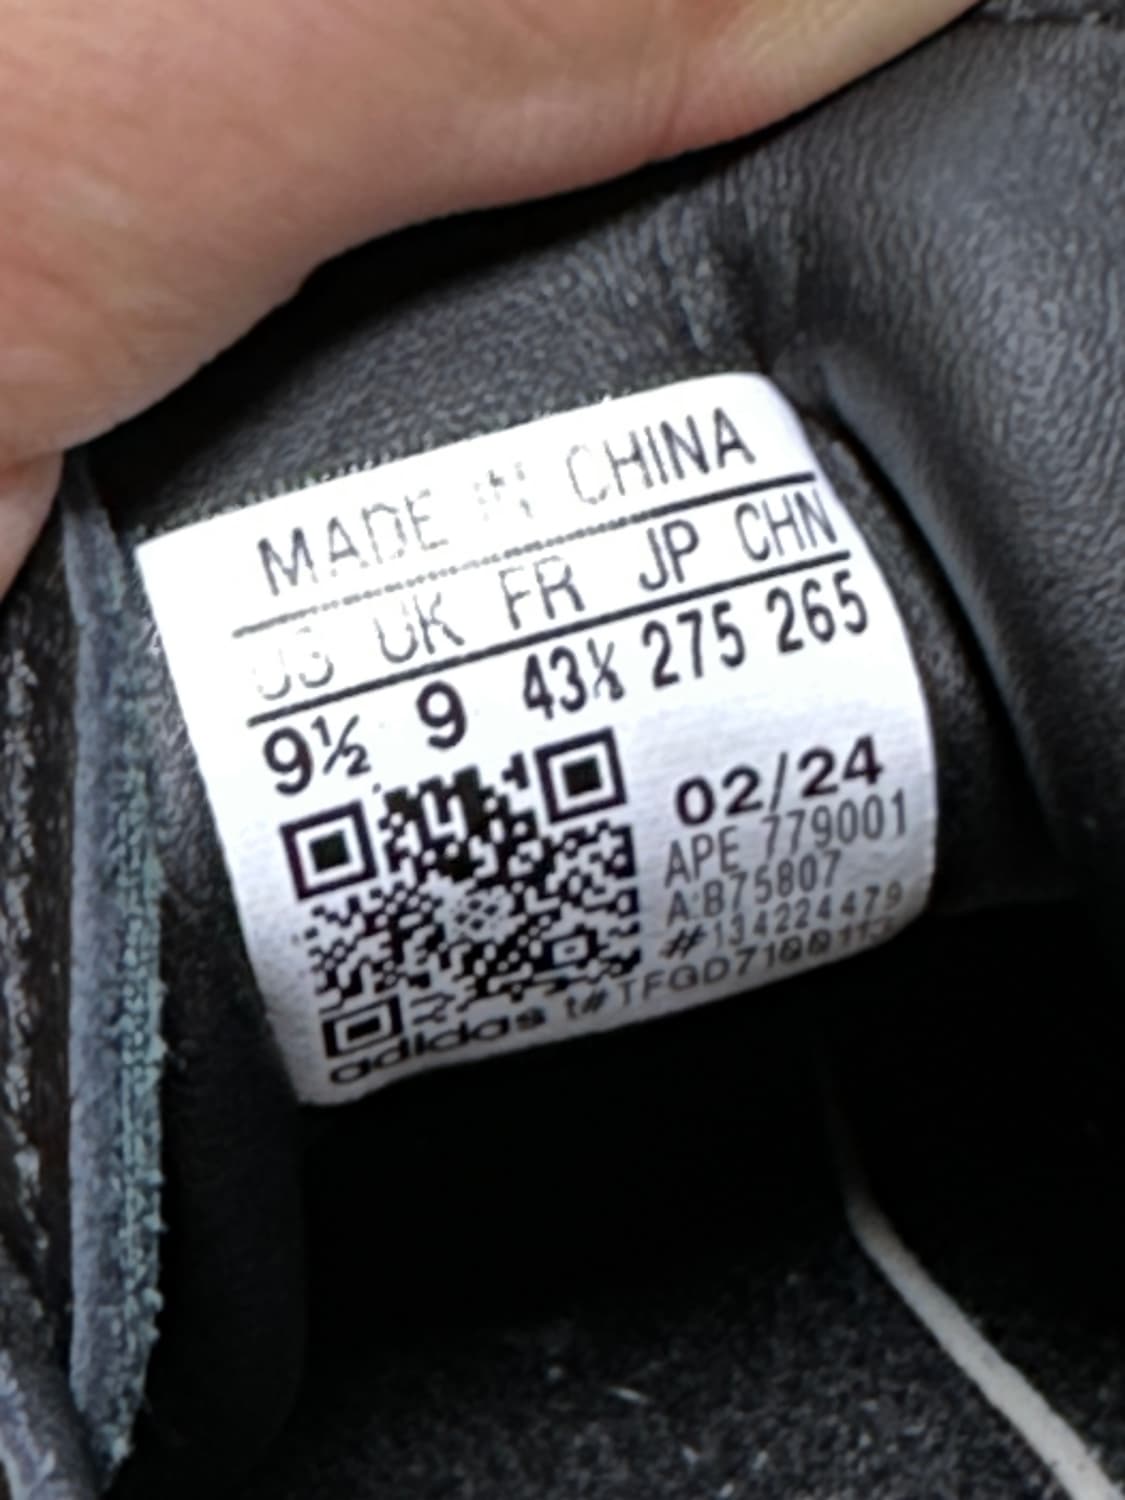 MADE IN CHINA
US UK FR JP CHN
9½ 9 43⅓ 275 265
02/24
APE 779001
A:B75807
#134224479
adidas